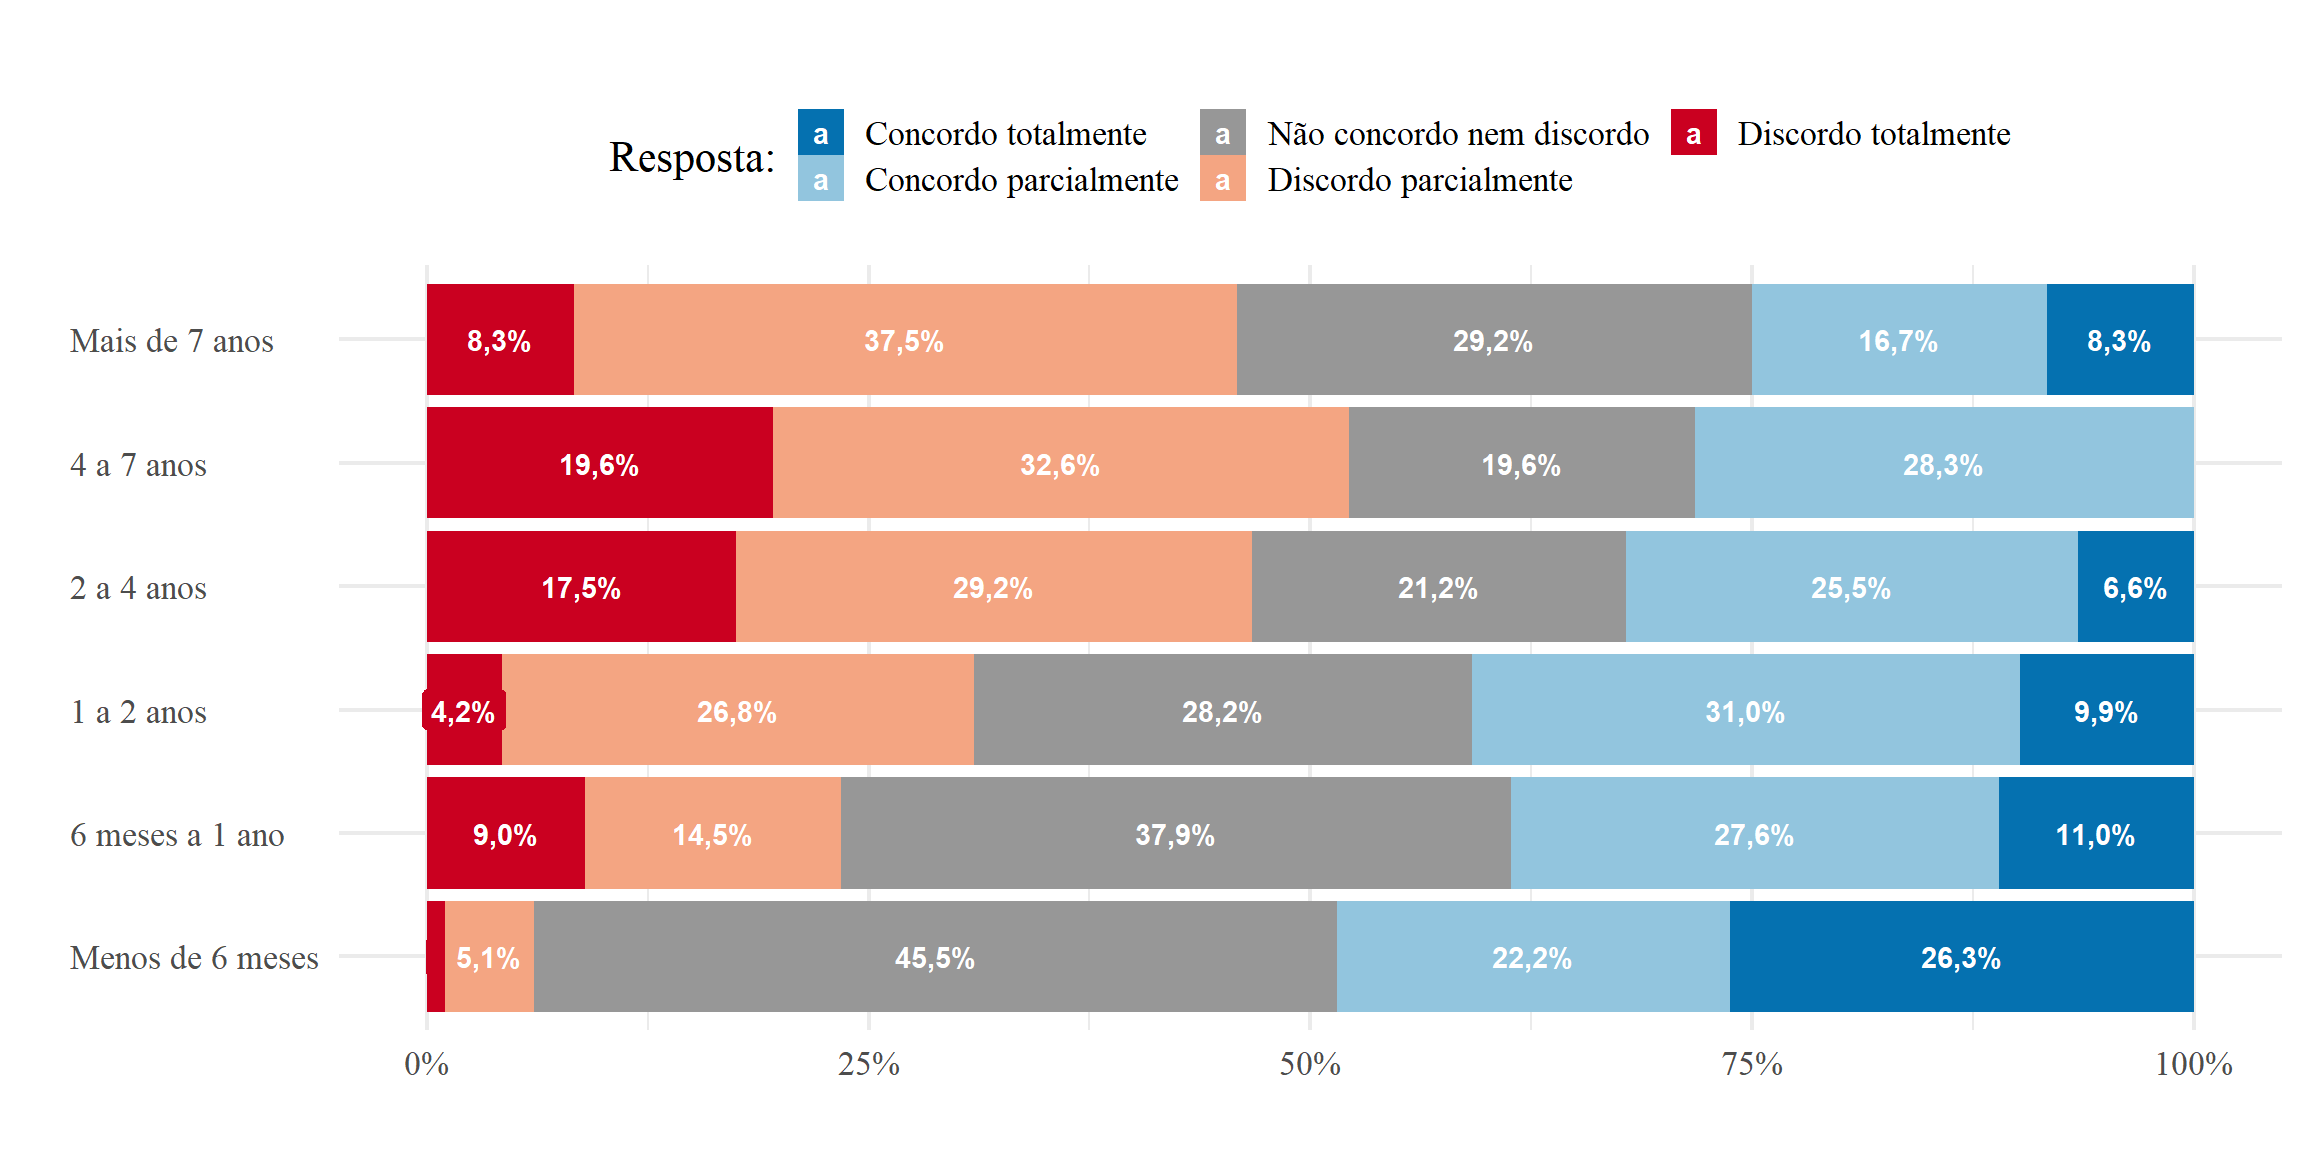 Resposta:
a Concordo totalmente a Não concordo nem discordo a Discordo totalmente
a Concordo parcialmente a Discordo parcialmente
Mais de 7 anos 8,3% 37,5% 29,2% 16,7% 8,3%
4 a 7 anos 19,6% 32,6% 19,6% 28,3%
2 a 4 anos 17,5% 29,2% 21,2% 25,5% 6,6%
1 a 2 anos 4,2% 26,8% 28,2% 31,0% 9,9%
6 meses a 1 ano 9,0% 14,5% 37,9% 27,6% 11,0%
Menos de 6 meses 5,1% 45,5% 22,2% 26,3%
0% 25% 50% 75% 100%